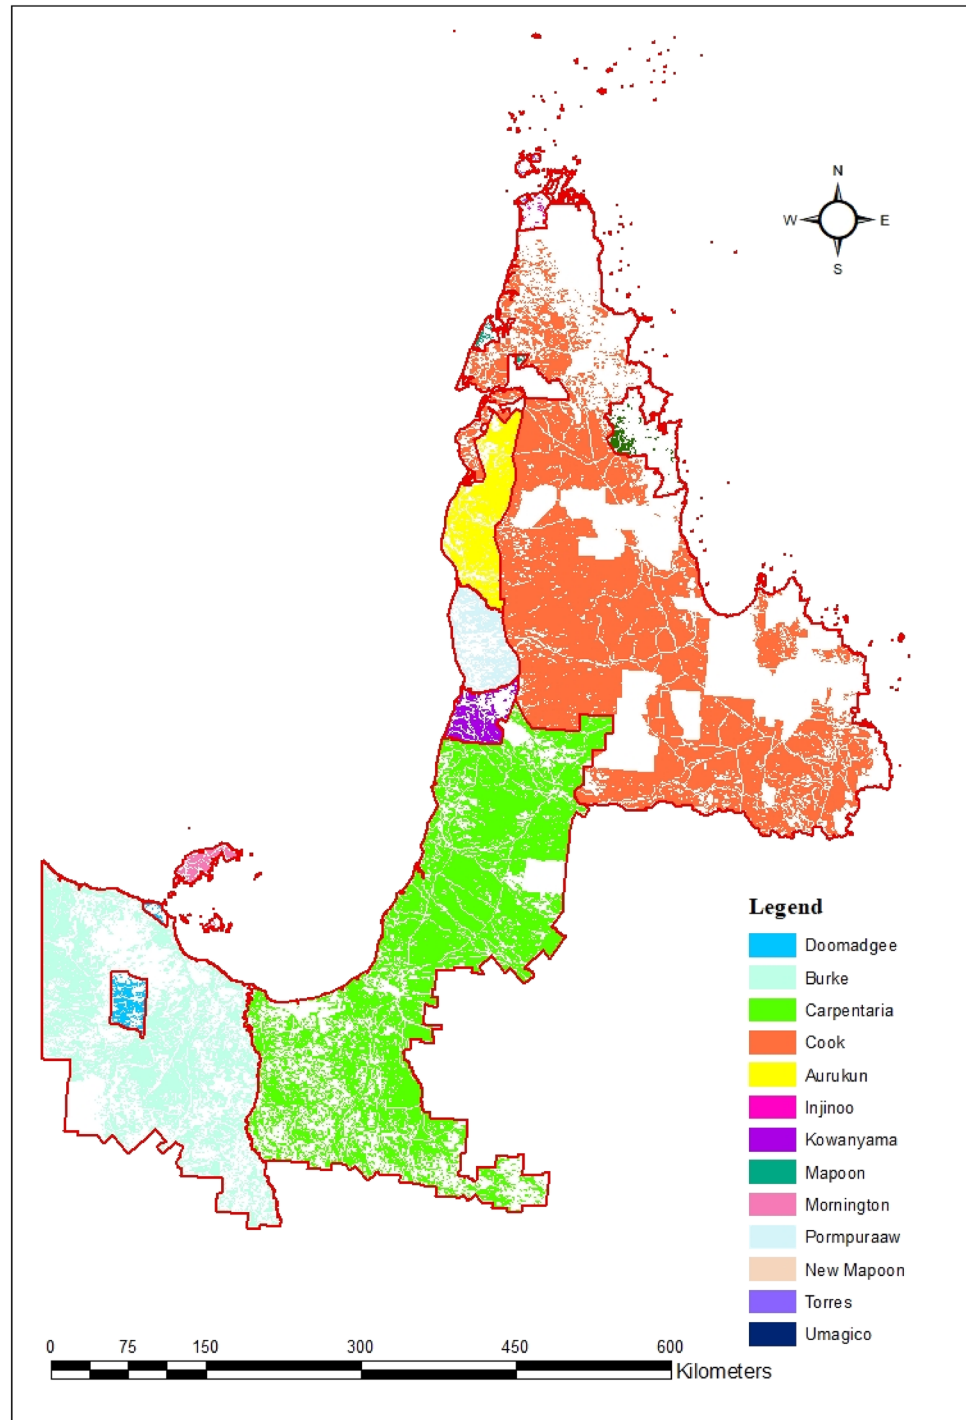 N
W E
S
Legend
Doomadgee
Burke
Carpentaria
Cook
Aurukun
Injinoo
Kowanyama
Mapoon
Mornington
Pormpuraaw
New Mapoon
Torres
Umagico
0 75 150 300 450 600
Kilometers